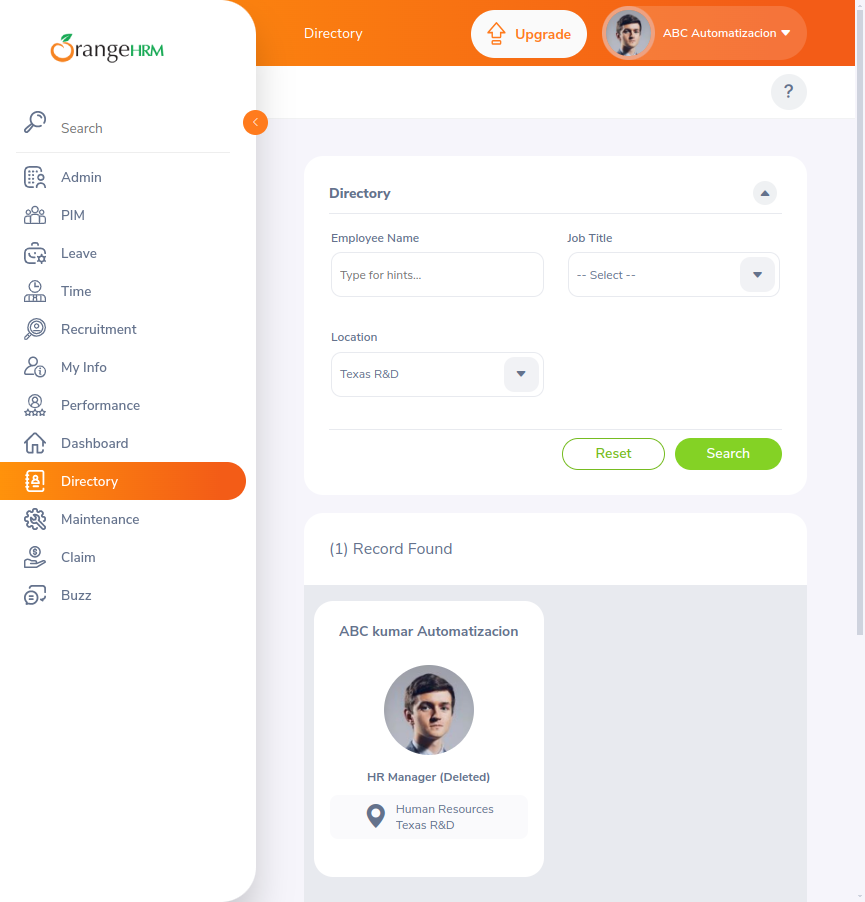 OrangeHRM
Directory
Upgrade
ABC Automatizacion
?
Search
Admin
PIM
Leave
Time
Recruitment
My Info
Performance
Dashboard
Directory
Maintenance
Claim
Buzz
Directory
Employee Name
Job Title
Type for hints...
-- Select --
Location
Texas R&D
Reset
Search
(1) Record Found
ABC kumar Automatizacion
HR Manager (Deleted)
Human Resources
Texas R&D